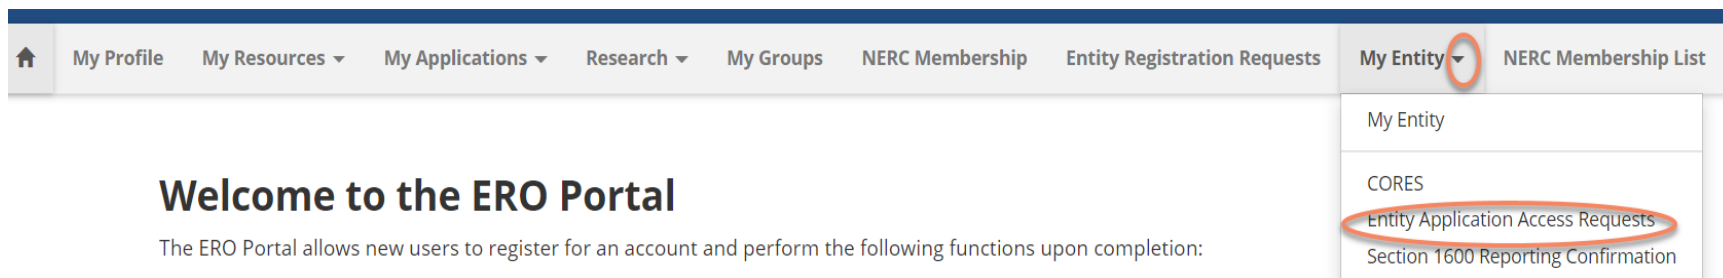 My Profile My Resources My Applications Research My Groups NERC Membership Entity Registration Requests My Entity NERC Membership List
My Entity
CORES
Entity Application Access Requests
Section 1600 Reporting Confirmation
Welcome to the ERO Portal
The ERO Portal allows new users to register for an account and perform the following functions upon completion: